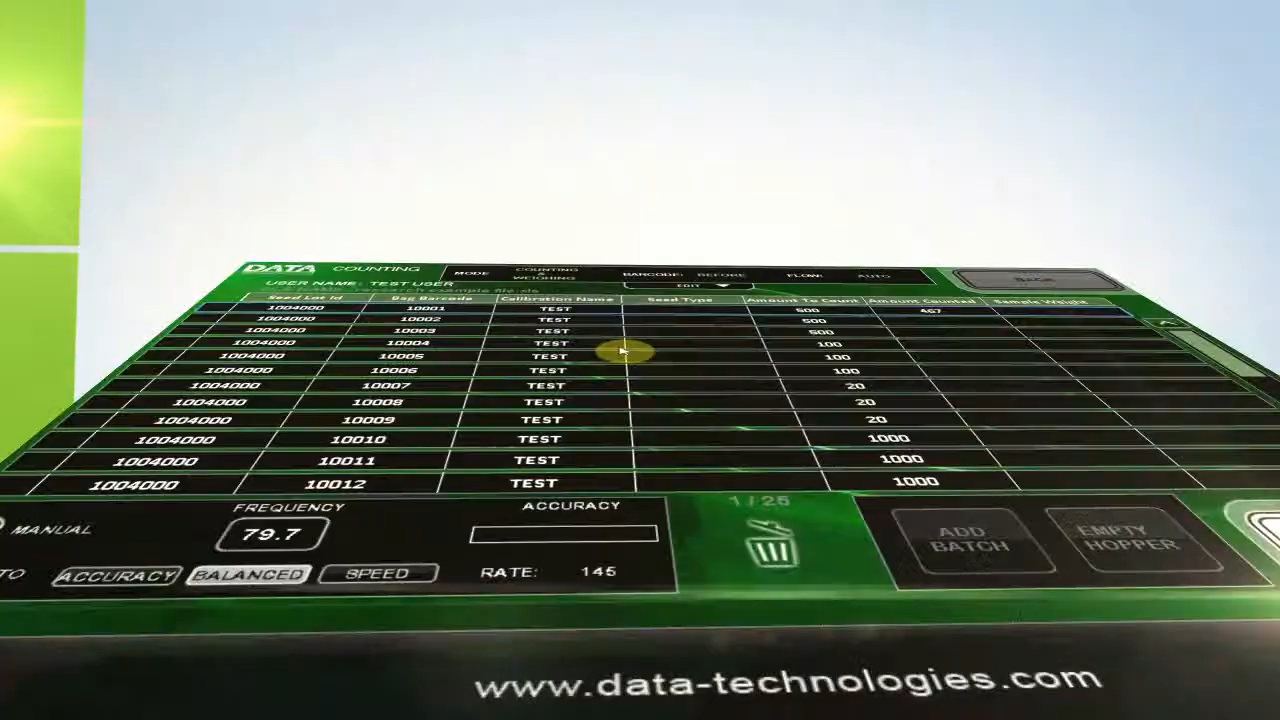 DATA COUNTING MODE COUNTING & WEIGHING BARCODE: BEFORE FLOW: AUTO
EDIT
USER NAME: TEST USER
Seed Lot Id Bag Barcode Calibration Name Seed Type Amount To Count Amount Counted Sample Weight
1004000 10001 TEST 500 467
1004000 10002 TEST 500
1004000 10003 TEST 500
1004000 10004 TEST 100
1004000 10005 TEST 100
1004000 10006 TEST 100
1004000 10007 TEST 20
1004000 10008 TEST 20
1004000 10009 TEST 20
1004000 10010 TEST 1000
1004000 10011 TEST 1000
1004000 10012 TEST 1000
MANUAL FREQUENCY ACCURACY 1 / 25
79.7
ADD BATCH EMPTY HOPPER
TO ACCURACY BALANCED SPEED RATE: 145
www.data-technologies.com